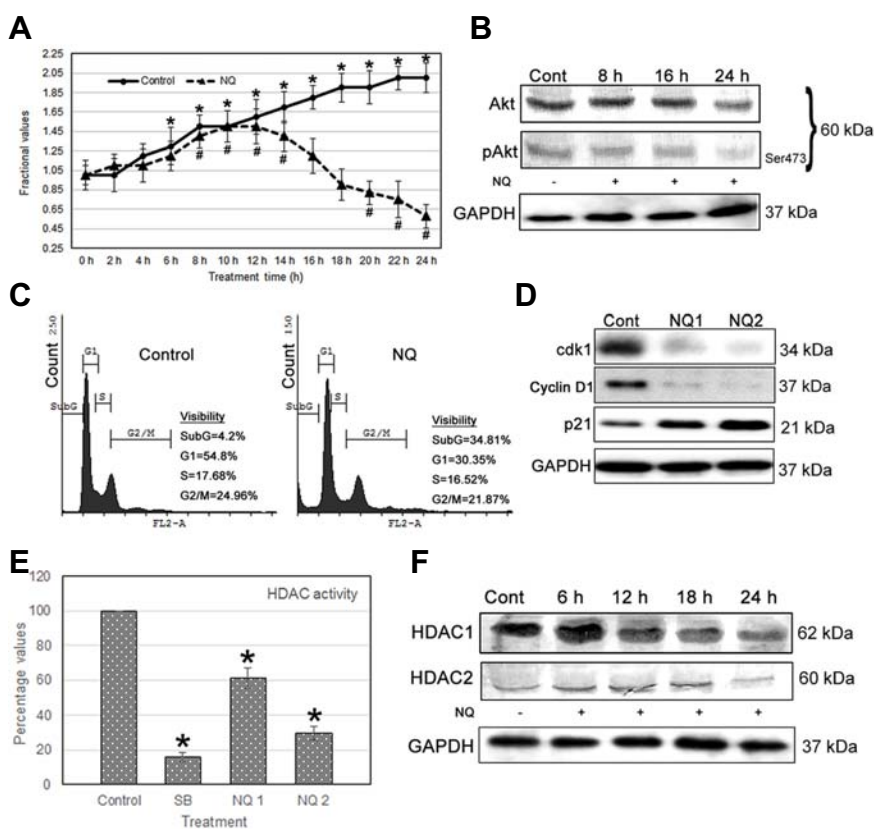 A
2.25
2.05
1.85
1.65
1.45
1.25
1.05
0.85
0.65
0.45
0.25
Fractional values
Control NQ
* * * * * * * * * *
# # # # # # #
0 h 2 h 4 h 6 h 8 h 10 h 12 h 14 h 16 h 18 h 20 h 22 h 24 h
Treatment time (h)
B
Cont 8 h 16 h 24 h
Akt
pAkt
Ser473
60 kDa
NQ - + + +
GAPDH 37 kDa
C
Count 250
G1
SubG
S
G2/M
Control
Visibility
SubG=4.2%
G1=54.8%
S=17.68%
G2/M=24.96%
FL2-A
Count 150
G1
SubG
S
G2/M
NQ
Visibility
SubG=34.81%
G1=30.35%
S=16.52%
G2/M=21.87%
FL2-A
D
Cont NQ1 NQ2
cdk1 34 kDa
Cyclin D1 37 kDa
p21 21 kDa
GAPDH 37 kDa
E
120
100
80
60
40
20
0
Percentage values
HDAC activity
* * *
Control SB NQ 1 NQ 2
Treatment
F
Cont 6 h 12 h 18 h 24 h
HDAC1 62 kDa
HDAC2 60 kDa
NQ - + + + +
GAPDH 37 kDa